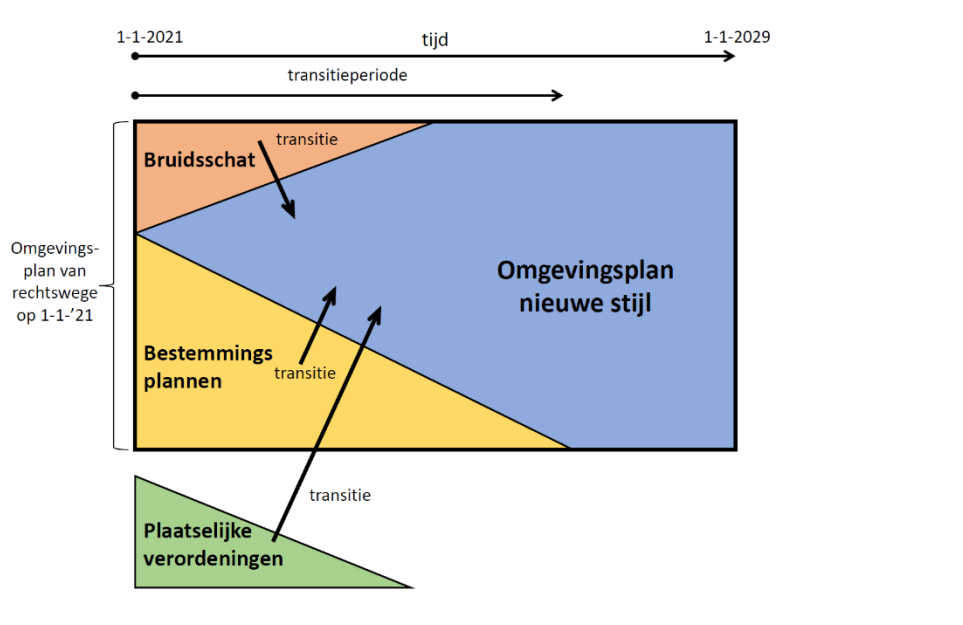 1-1-2021
tijd
1-1-2029
transitieperiode
transitie
Bruidsschat
Omgevings-
plan van
rechtswege
op 1-1-'21
Omgevingsplan
nieuwe stijl
Bestemmings
plannen
transitie
transitie
Plaatselijke
verordeningen